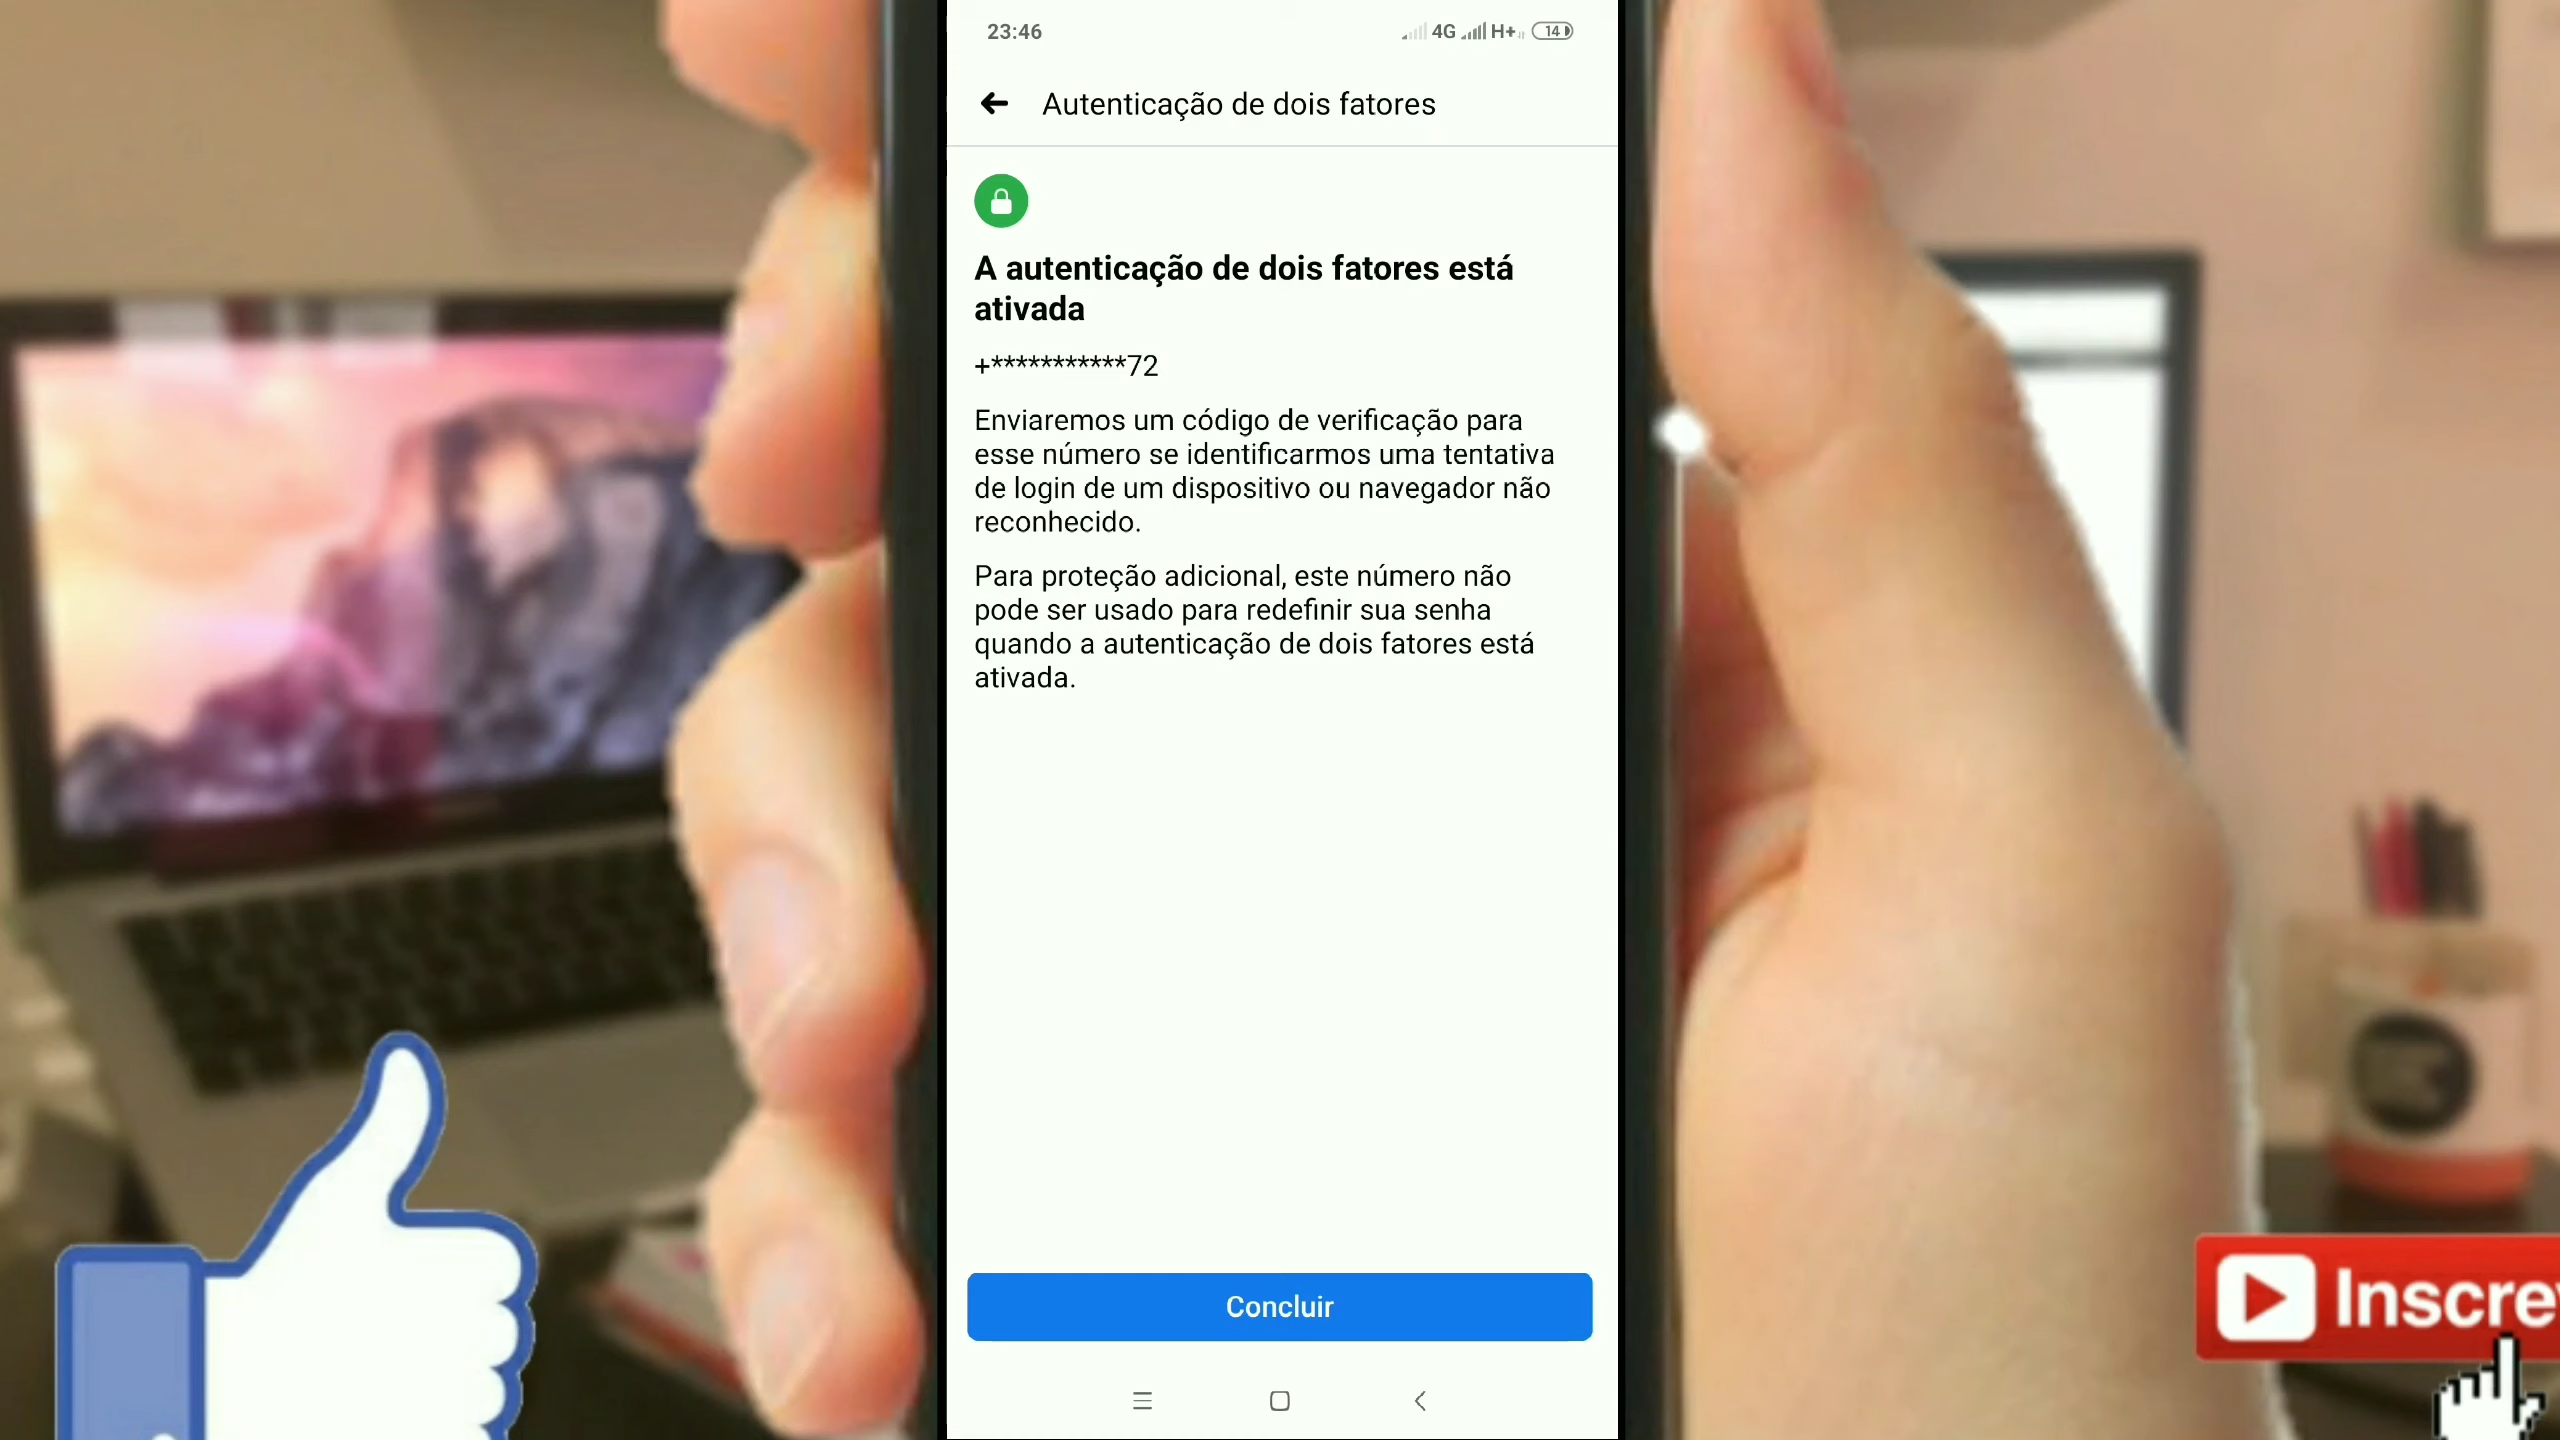 23:46
4G H+ 14
Autenticação de dois fatores
A autenticação de dois fatores está
ativada
+***********72
Enviaremos um código de verificação para
esse número se identificarmos uma tentativa
de login de um dispositivo ou navegador não
reconhecido.
Para proteção adicional, este número não
pode ser usado para redefinir sua senha
quando a autenticação de dois fatores está
ativada.
Concluir
Inscre